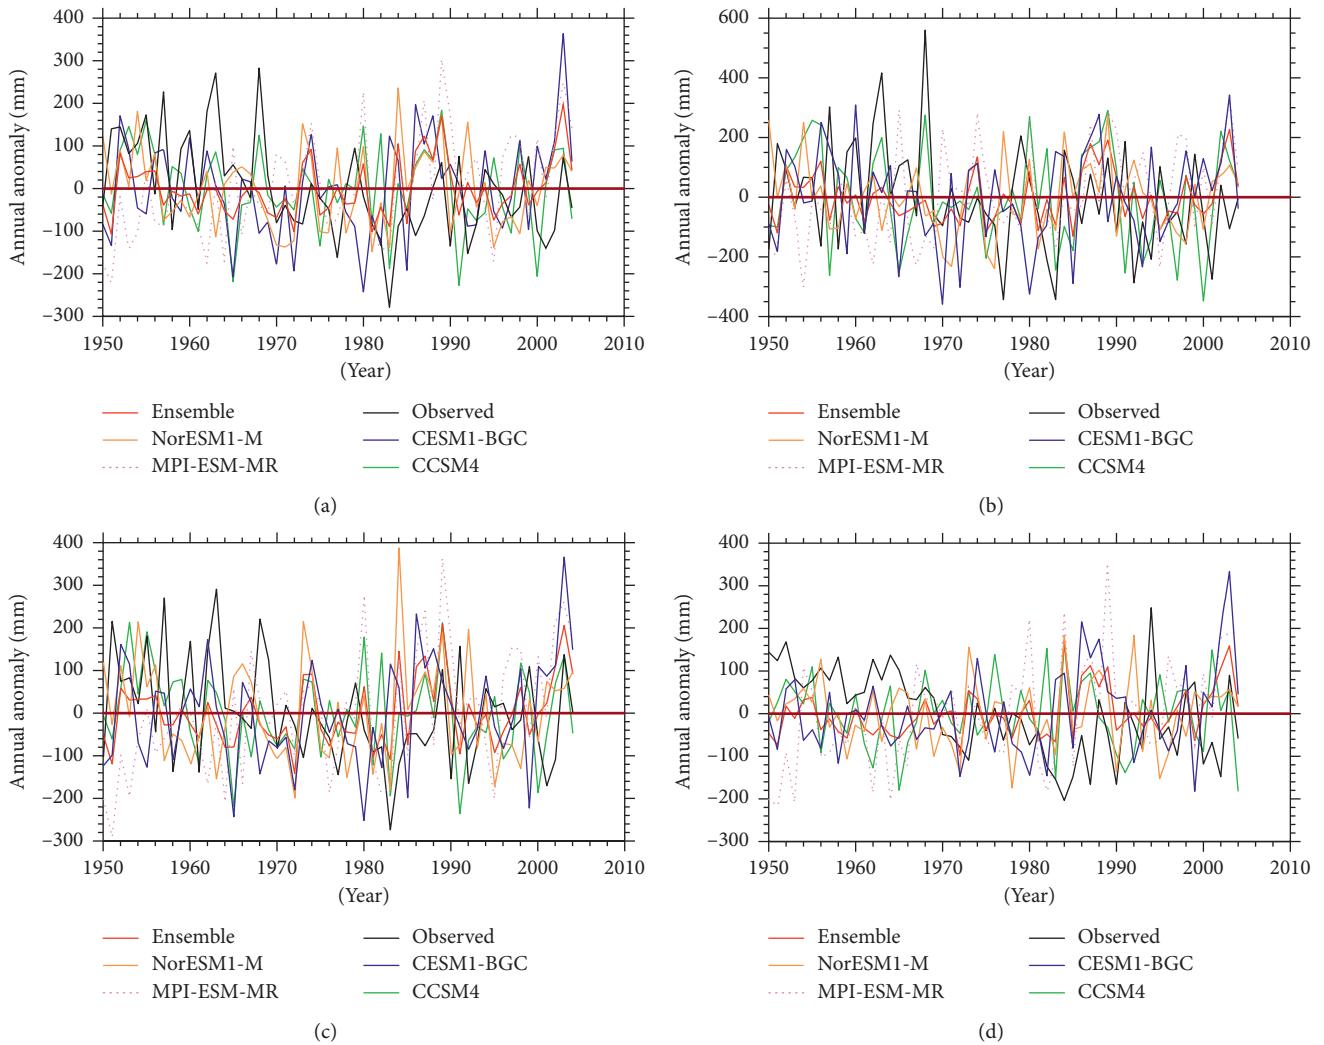 Annual anomaly (mm)
400
300
200
100
0
−100
−200
−300
1950 1960 1970 1980 1990 2000 2010
(Year)
Ensemble Observed
NorESM1-M CESM1-BGC
MPI-ESM-MR CCSM4
(a)
Annual anomaly (mm)
600
400
200
0
−200
−400
1950 1960 1970 1980 1990 2000 2010
(Year)
Ensemble Observed
NorESM1-M CESM1-BGC
MPI-ESM-MR CCSM4
(b)
Annual anomaly (mm)
400
300
200
100
0
−100
−200
−300
1950 1960 1970 1980 1990 2000 2010
(Year)
Ensemble Observed
NorESM1-M CESM1-BGC
MPI-ESM-MR CCSM4
(c)
Annual anomaly (mm)
400
300
200
100
0
−100
−200
−300
1950 1960 1970 1980 1990 2000 2010
(Year)
Ensemble Observed
NorESM1-M CESM1-BGC
MPI-ESM-MR CCSM4
(d)